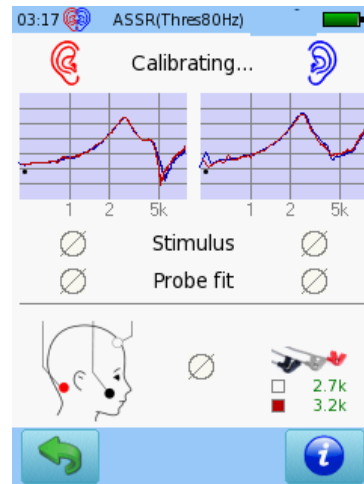 03:17 ASSR(Thres80Hz)
Calibrating...
1 2 5k 1 2 5k
Stimulus
Probe fit
2.7k
3.2k
i